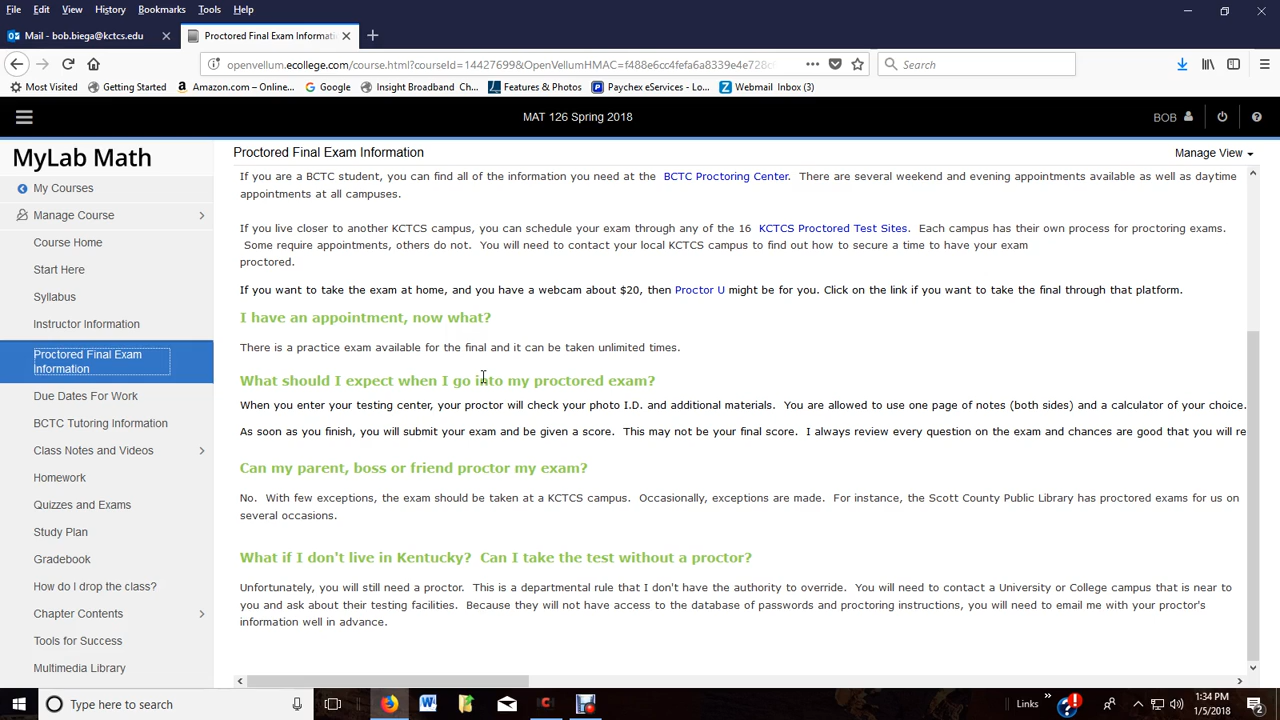 File Edit View History Bookmarks Tools Help
Mail - bob.biega@kctcs.edu
Proctored Final Exam Informati
openvellum.ecollege.com/course.html?courseId=14427699&OpenVellumHMAC=f488e6cc4fefa6a8339e4e728c
Search
Most Visited Getting Started Amazon.com – Online... Google Insight Broadband Ch... Features & Photos Paychex eServices - Lo... Webmail Inbox (3)
MAT 126 Spring 2018
BOB
MyLab Math
My Courses
Manage Course
Course Home
Start Here
Syllabus
Instructor Information
Proctored Final Exam
Information
Due Dates For Work
BCTC Tutoring Information
Class Notes and Videos
Homework
Quizzes and Exams
Study Plan
Gradebook
How do I drop the class?
Chapter Contents
Tools for Success
Multimedia Library
Proctored Final Exam Information
Manage View
If you are a BCTC student, you can find all of the information you need at the BCTC Proctoring Center. There are several weekend and evening appointments available as well as daytime
appointments at all campuses.
If you live closer to another KCTCS campus, you can schedule your exam through any of the 16 KCTCS Proctored Test Sites. Each campus has their own process for proctoring exams.
Some require appointments, others do not. You will need to contact your local KCTCS campus to find out how to secure a time to have your exam
proctored.
If you want to take the exam at home, and you have a webcam about $20, then Proctor U might be for you. Click on the link if you want to take the final through that platform.
I have an appointment, now what?
There is a practice exam available for the final and it can be taken unlimited times.
What should I expect when I go into my proctored exam?
When you enter your testing center, your proctor will check your photo I.D. and additional materials. You are allowed to use one page of notes (both sides) and a calculator of your choice.
As soon as you finish, you will submit your exam and be given a score. This may not be your final score. I always review every question on the exam and chances are good that you will re
Can my parent, boss or friend proctor my exam?
No. With few exceptions, the exam should be taken at a KCTCS campus. Occasionally, exceptions are made. For instance, the Scott County Public Library has proctored exams for us on
several occasions.
What if I don't live in Kentucky? Can I take the test without a proctor?
Unfortunately, you will still need a proctor. This is a departmental rule that I don't have the authority to override. You will need to contact a University or College campus that is near to
you and ask about their testing facilities. Because they will not have access to the database of passwords and proctoring instructions, you will need to email me with your proctor's
information well in advance.
Type here to search
Links
1:34 PM
1/5/2018